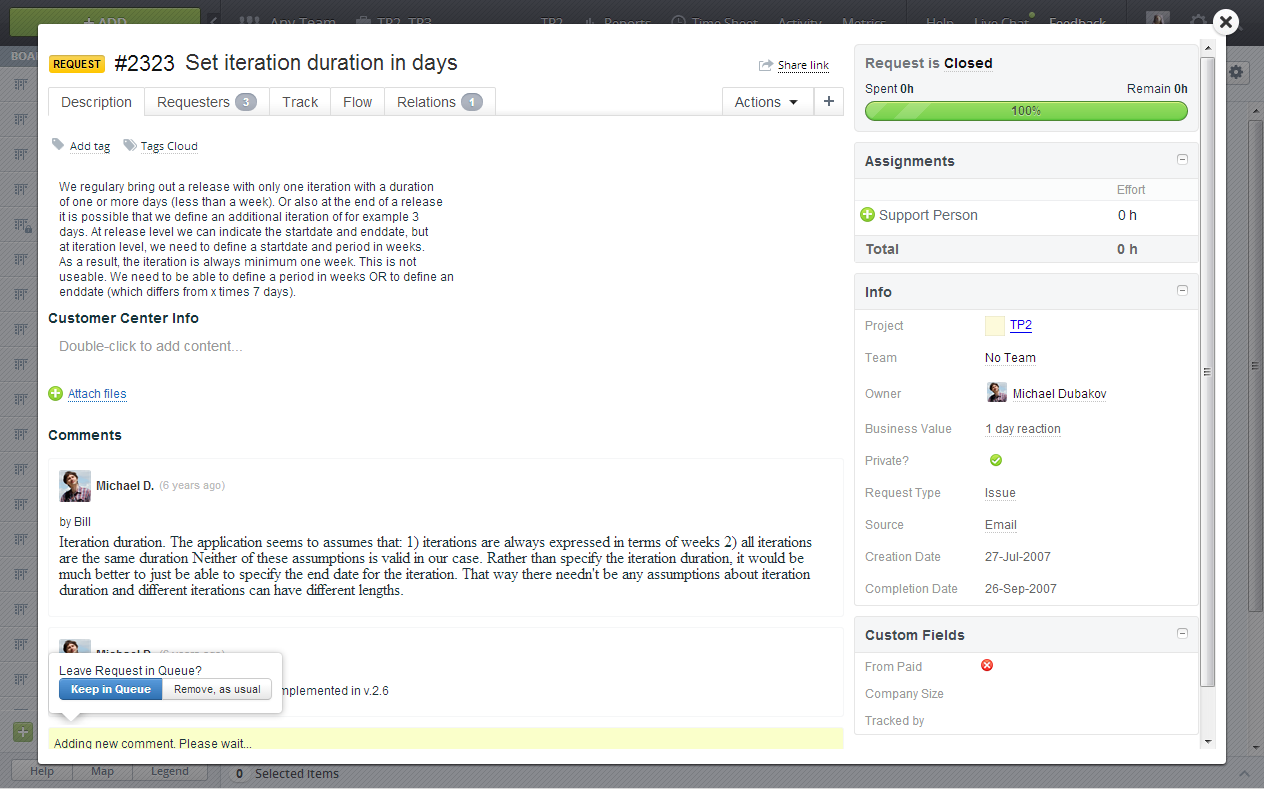 + ADD
Any Team
TP2, TP3
TP2
Reports
Time Sheet
Activity
Metrics
Help
Live Chat
Feedback
BOA
REQUEST #2323 Set iteration duration in days
Share link
Description
Requesters 3
Track
Flow
Relations 1
Actions
+
Add tag
Tags Cloud
We regulary bring out a release with only one iteration with a duration
of one or more days (less than a week). Or also at the end of a release
it is possible that we define an additional iteration of for example 3
days. At release level we can indicate the startdate and enddate, but
at iteration level, we need to define a startdate and period in weeks.
As a result, the iteration is always minimum one week. This is not
useable. We need to be able to define a period in weeks OR to define an
enddate (which differs from x times 7 days).
Customer Center Info
Double-click to add content...
Attach files
Comments
Michael D. (6 years ago)
by Bill
Iteration duration. The application seems to assumes that: 1) iterations are always expressed in terms of weeks 2) all iterations
are the same duration Neither of these assumptions is valid in our case. Rather than specify the iteration duration, it would be
much better to just be able to specify the end date for the iteration. That way there needn't be any assumptions about iteration
duration and different iterations can have different lengths.
Michael D. (6 years ago)
Leave Request in Queue?
Keep in Queue
Remove, as usual
mplemented in v.2.6
Adding new comment. Please wait...
Request is Closed
Spent 0h
Remain 0h
100%
Assignments
Effort
Support Person 0 h
Total 0 h
Info
Project TP2
Team No Team
Owner Michael Dubakov
Business Value 1 day reaction
Private?
Request Type Issue
Source Email
Creation Date 27-Jul-2007
Completion Date 26-Sep-2007
Custom Fields
From Paid
Company Size
Tracked by
Help
Map
Legend
0 Selected Items